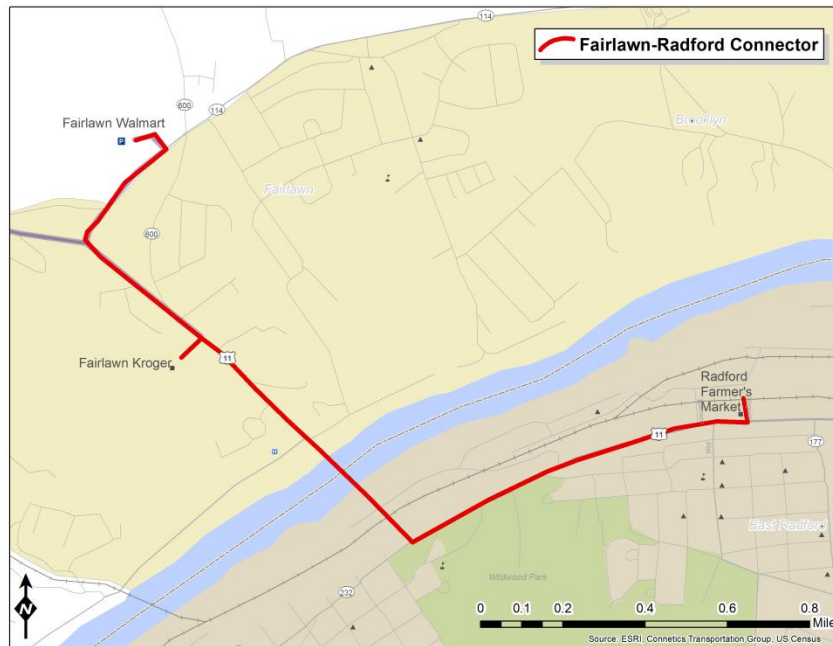 114
Fairlawn-Radford Connector
600
114
Fairlawn Walmart
P
Brooklyn
Fairlawn
600
11
Fairlawn Kroger
Radford
Farmer's
Market
11
177
H
East Radford
Wildwood Park
232
N
0 0.1 0.2 0.4 0.6 0.8
Mile
Source: ESRI, Connetics Transportation Group, US Census